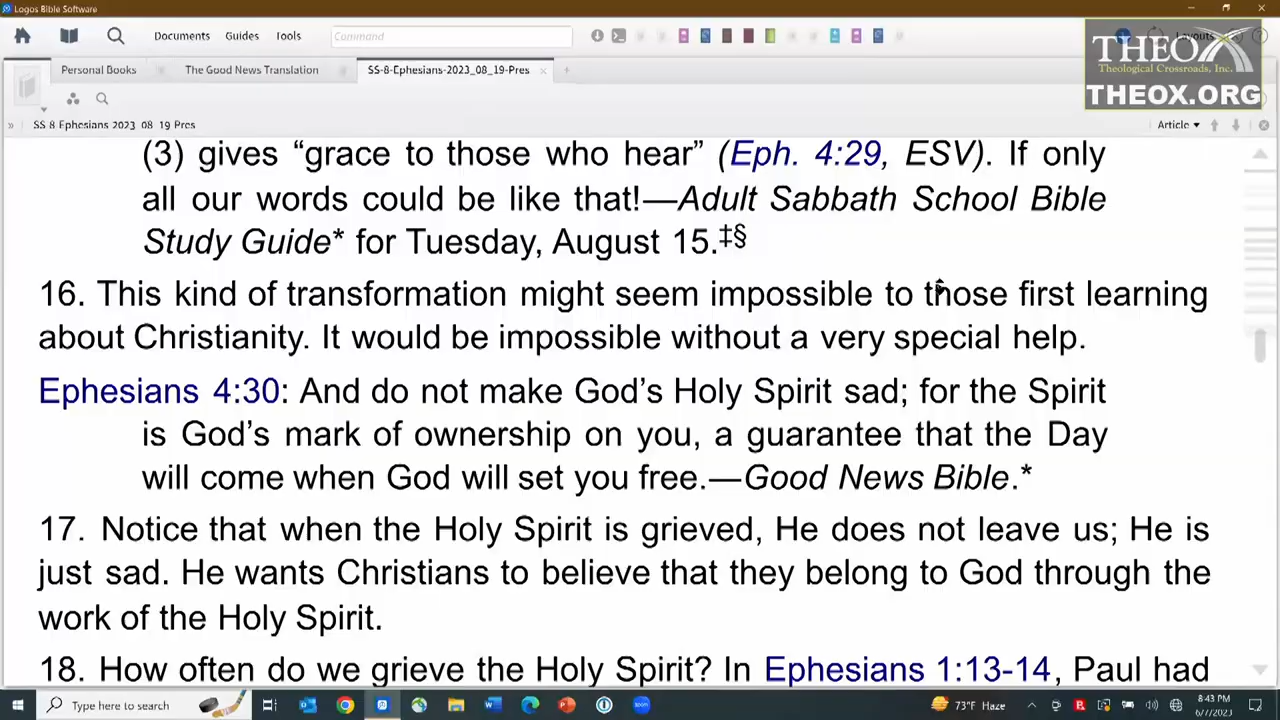 Logos Bible Software
Documents Guides Tools Command Layouts
THEOX
Theological Crossroads, Inc.
THEOX.ORG
Personal Books The Good News Translation SS-8-Ephesians-2023_08_19-Pres
SS-8-Ephesians-2023_08_19-Pres Article
(3) gives “grace to those who hear” (Eph. 4:29, ESV). If only
all our words could be like that!—Adult Sabbath School Bible
Study Guide* for Tuesday, August 15.‡§
16. This kind of transformation might seem impossible to those first learning
about Christianity. It would be impossible without a very special help.
Ephesians 4:30: And do not make God’s Holy Spirit sad; for the Spirit
is God’s mark of ownership on you, a guarantee that the Day
will come when God will set you free.—Good News Bible.*
17. Notice that when the Holy Spirit is grieved, He does not leave us; He is
just sad. He wants Christians to believe that they belong to God through the
work of the Holy Spirit.
18. How often do we grieve the Holy Spirit? In Ephesians 1:13-14, Paul had
Type here to search 73°F Haze 8:43 PM
6/7/2023